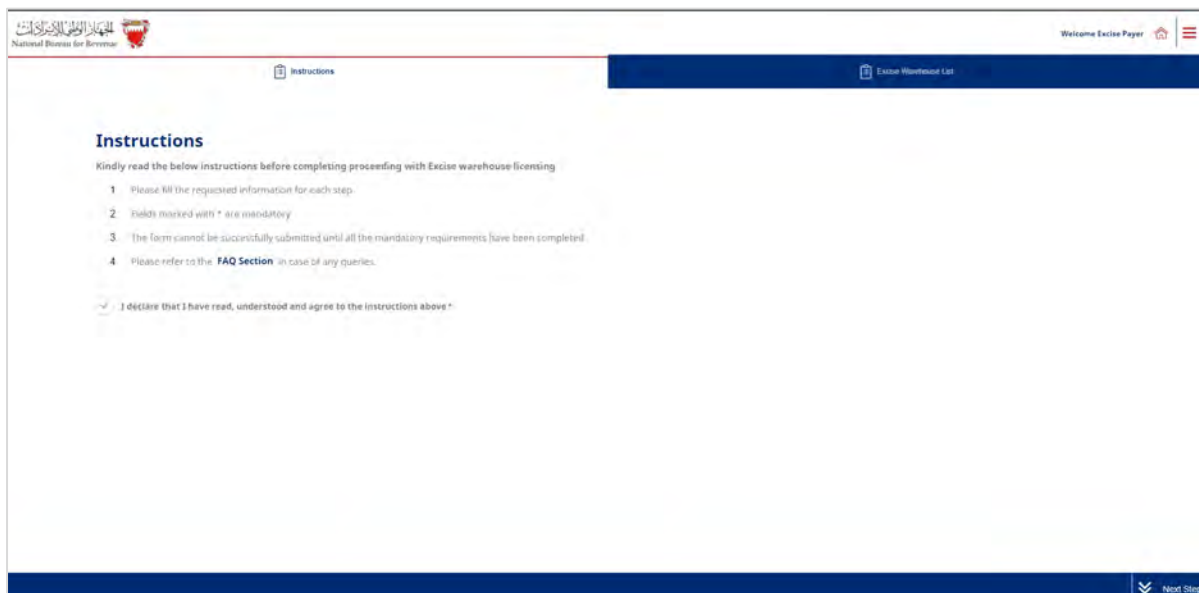 الجهاز الوطني للإيرادات
National Bureau for Revenue
Welcome Excise Payer
Instructions
Excise Warehouse List
Instructions
Kindly read the below instructions before completing proceeding with Excise warehouse licensing
1 Please fill the requested information for each step
2 Fields marked with * are mandatory
3 The form cannot be successfully submitted until all the mandatory requirements have been completed
4 Please refer to the FAQ Section in case of any queries.
I declare that I have read, understood and agree to the instructions above *
Next Step